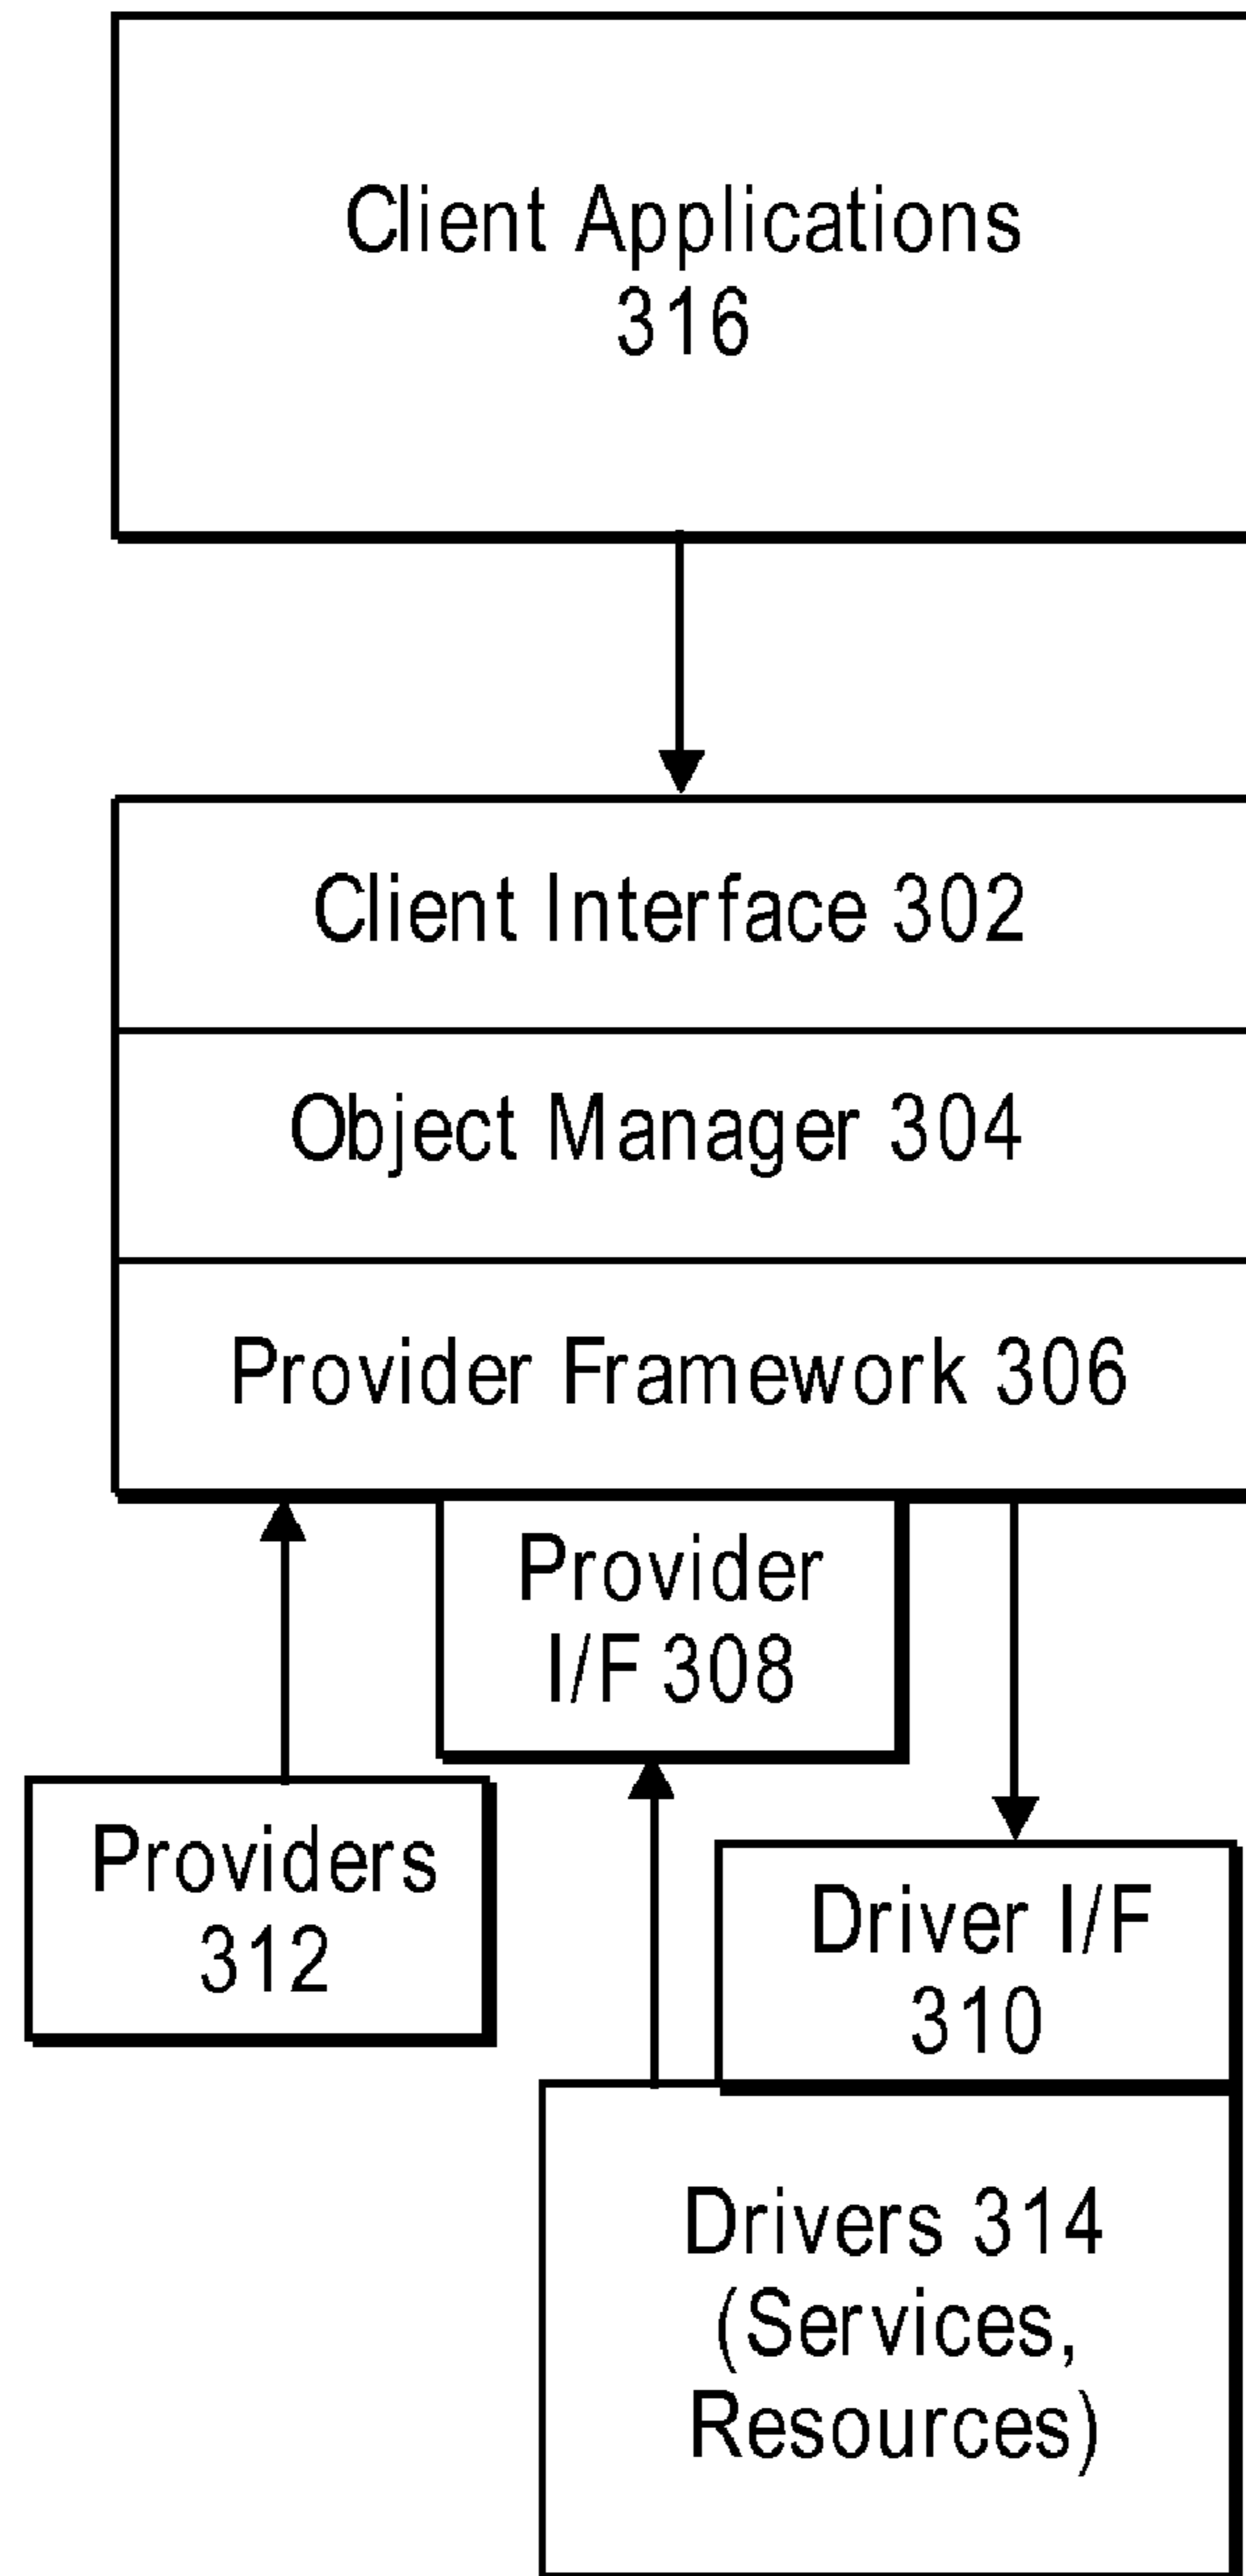 Client Applications
316
Client Interface 302
Object Manager 304
Provider Framework 306
Provider
I/F 308
Providers
312
Driver I/F
310
Drivers 314
(Services,
Resources)